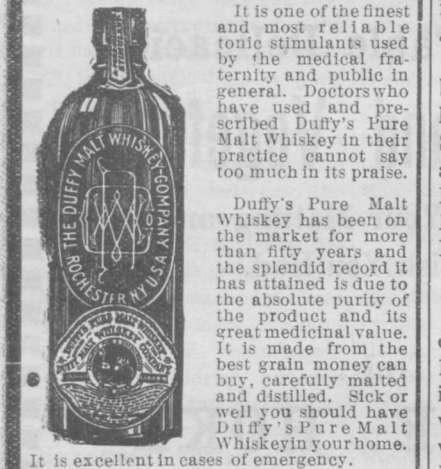 It is one of the finest
and most reliable
tonic stimulants used
by the medical fra-
ternity and public in
general. Doctors who
have used and pre-
scribed Duffy's Pure
Malt Whiskey in their
practice cannot say
too much in its praise.
Duffy's Pure Malt
Whiskey has been on
the market for more
than fifty years and
the splendid record it
has attained is due to
the absolute purity of
the product and its
great medicinal value.
It is made from the
best grain money can
buy, carefully malted
and distilled. Sick or
well you should have
Duffy's Pure Malt
Whiskey in your home.
It is excellent in cases of emergency.
THE DUFFY MALT WHISKEY COMPANY
ROCHESTER N.Y. U.S.A.
DUFFY MALT WHISKEY COMPANY